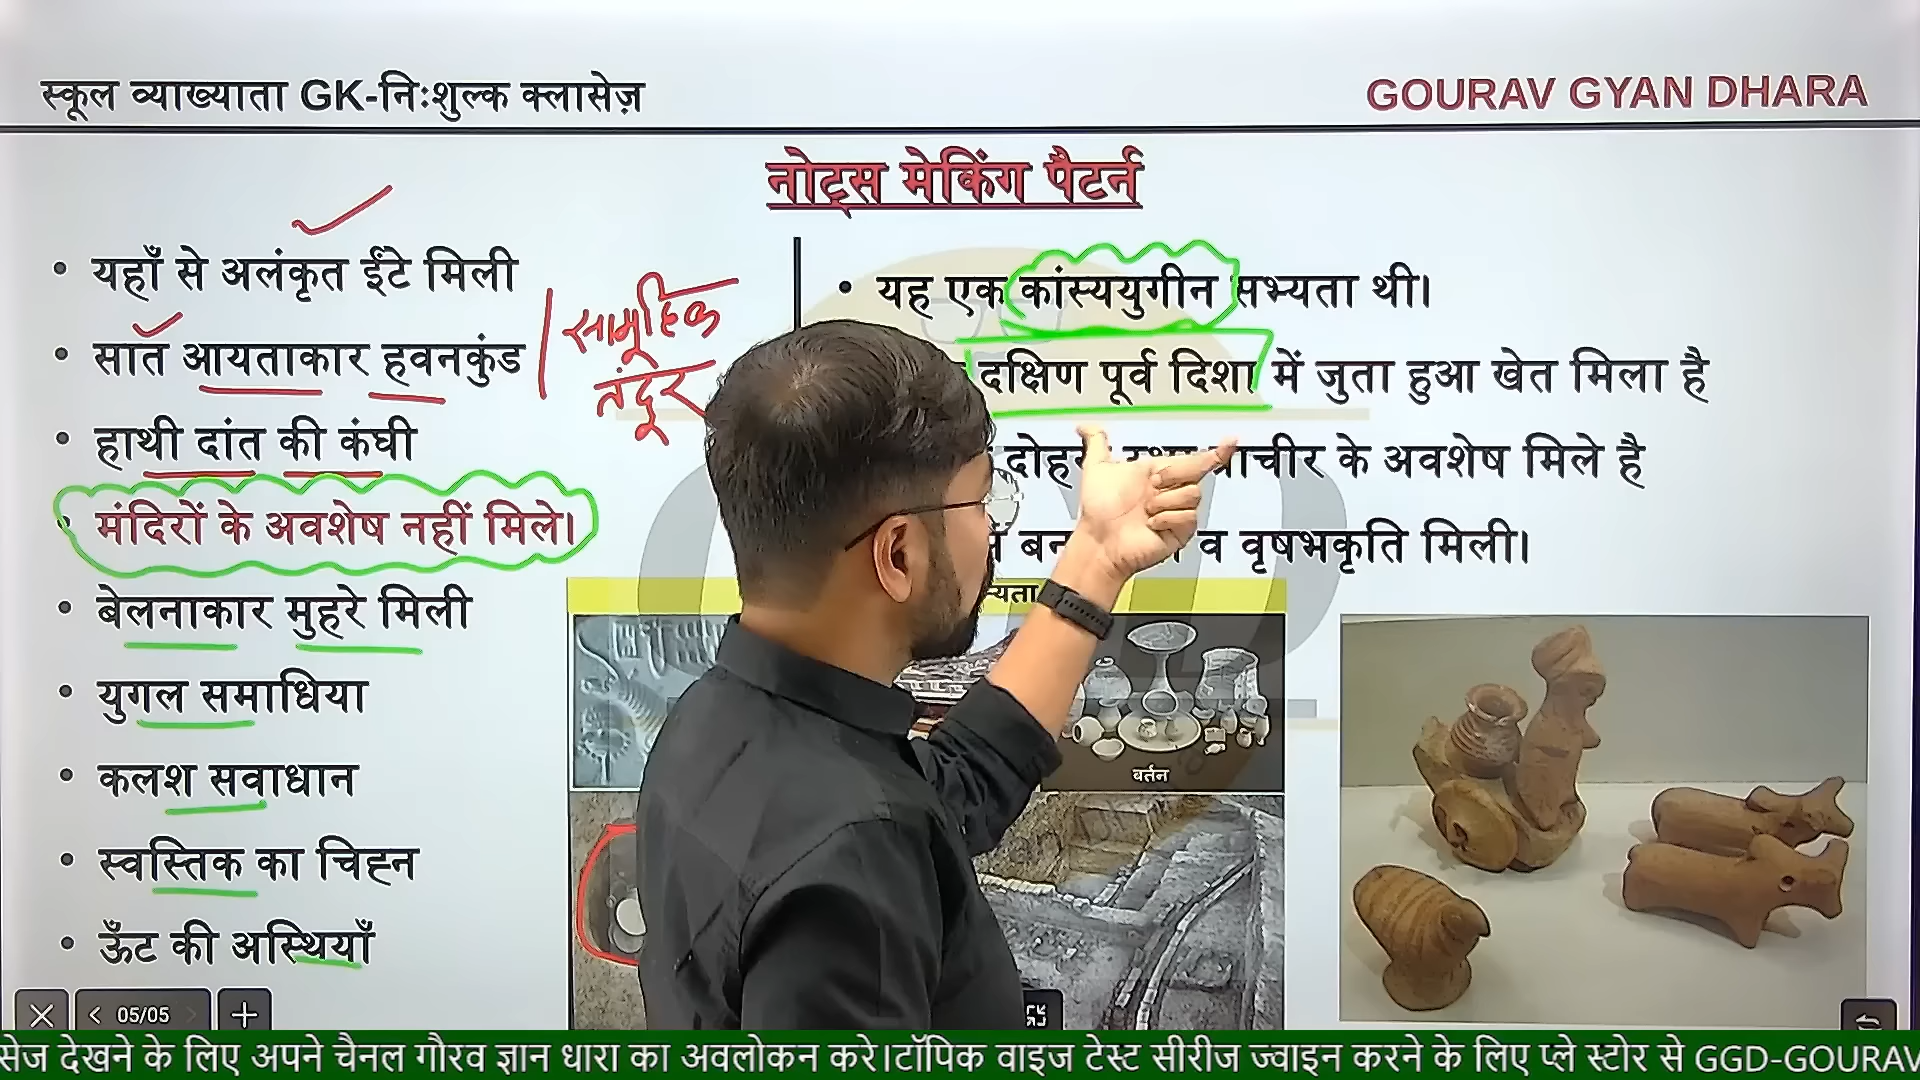 स्कूल व्याख्याता GK-निःशुल्क क्लासेज़
GOURAV GYAN DHARA
नोट्स मेकिंग पैटर्न
• यहाँ से अलंकृत ईंटे मिली
• सात आयताकार हवनकुंड
सामूहिक
तंदूर
• हाथी दांत की कंघी
• मंदिरों के अवशेष नहीं मिले।
• बेलनाकार मुहरे मिली
• युगल समाधिया
• कलश सवाधान
• स्वस्तिक का चिह्न
• ऊँट की अस्थियाँ
• यह एक कांस्ययुगीन सभ्यता थी।
दक्षिण पूर्व दिशा में जुता हुआ खेत मिला है
प्राचीर के अवशेष मिले है
व वृषभकृति मिली।
बर्तन
05/05
सेज देखने के लिए अपने चैनल गौरव ज्ञान धारा का अवलोकन करे।टॉपिक वाइज टेस्ट सीरीज ज्वाइन करने के लिए प्ले स्टोर से GGD-GOURAV